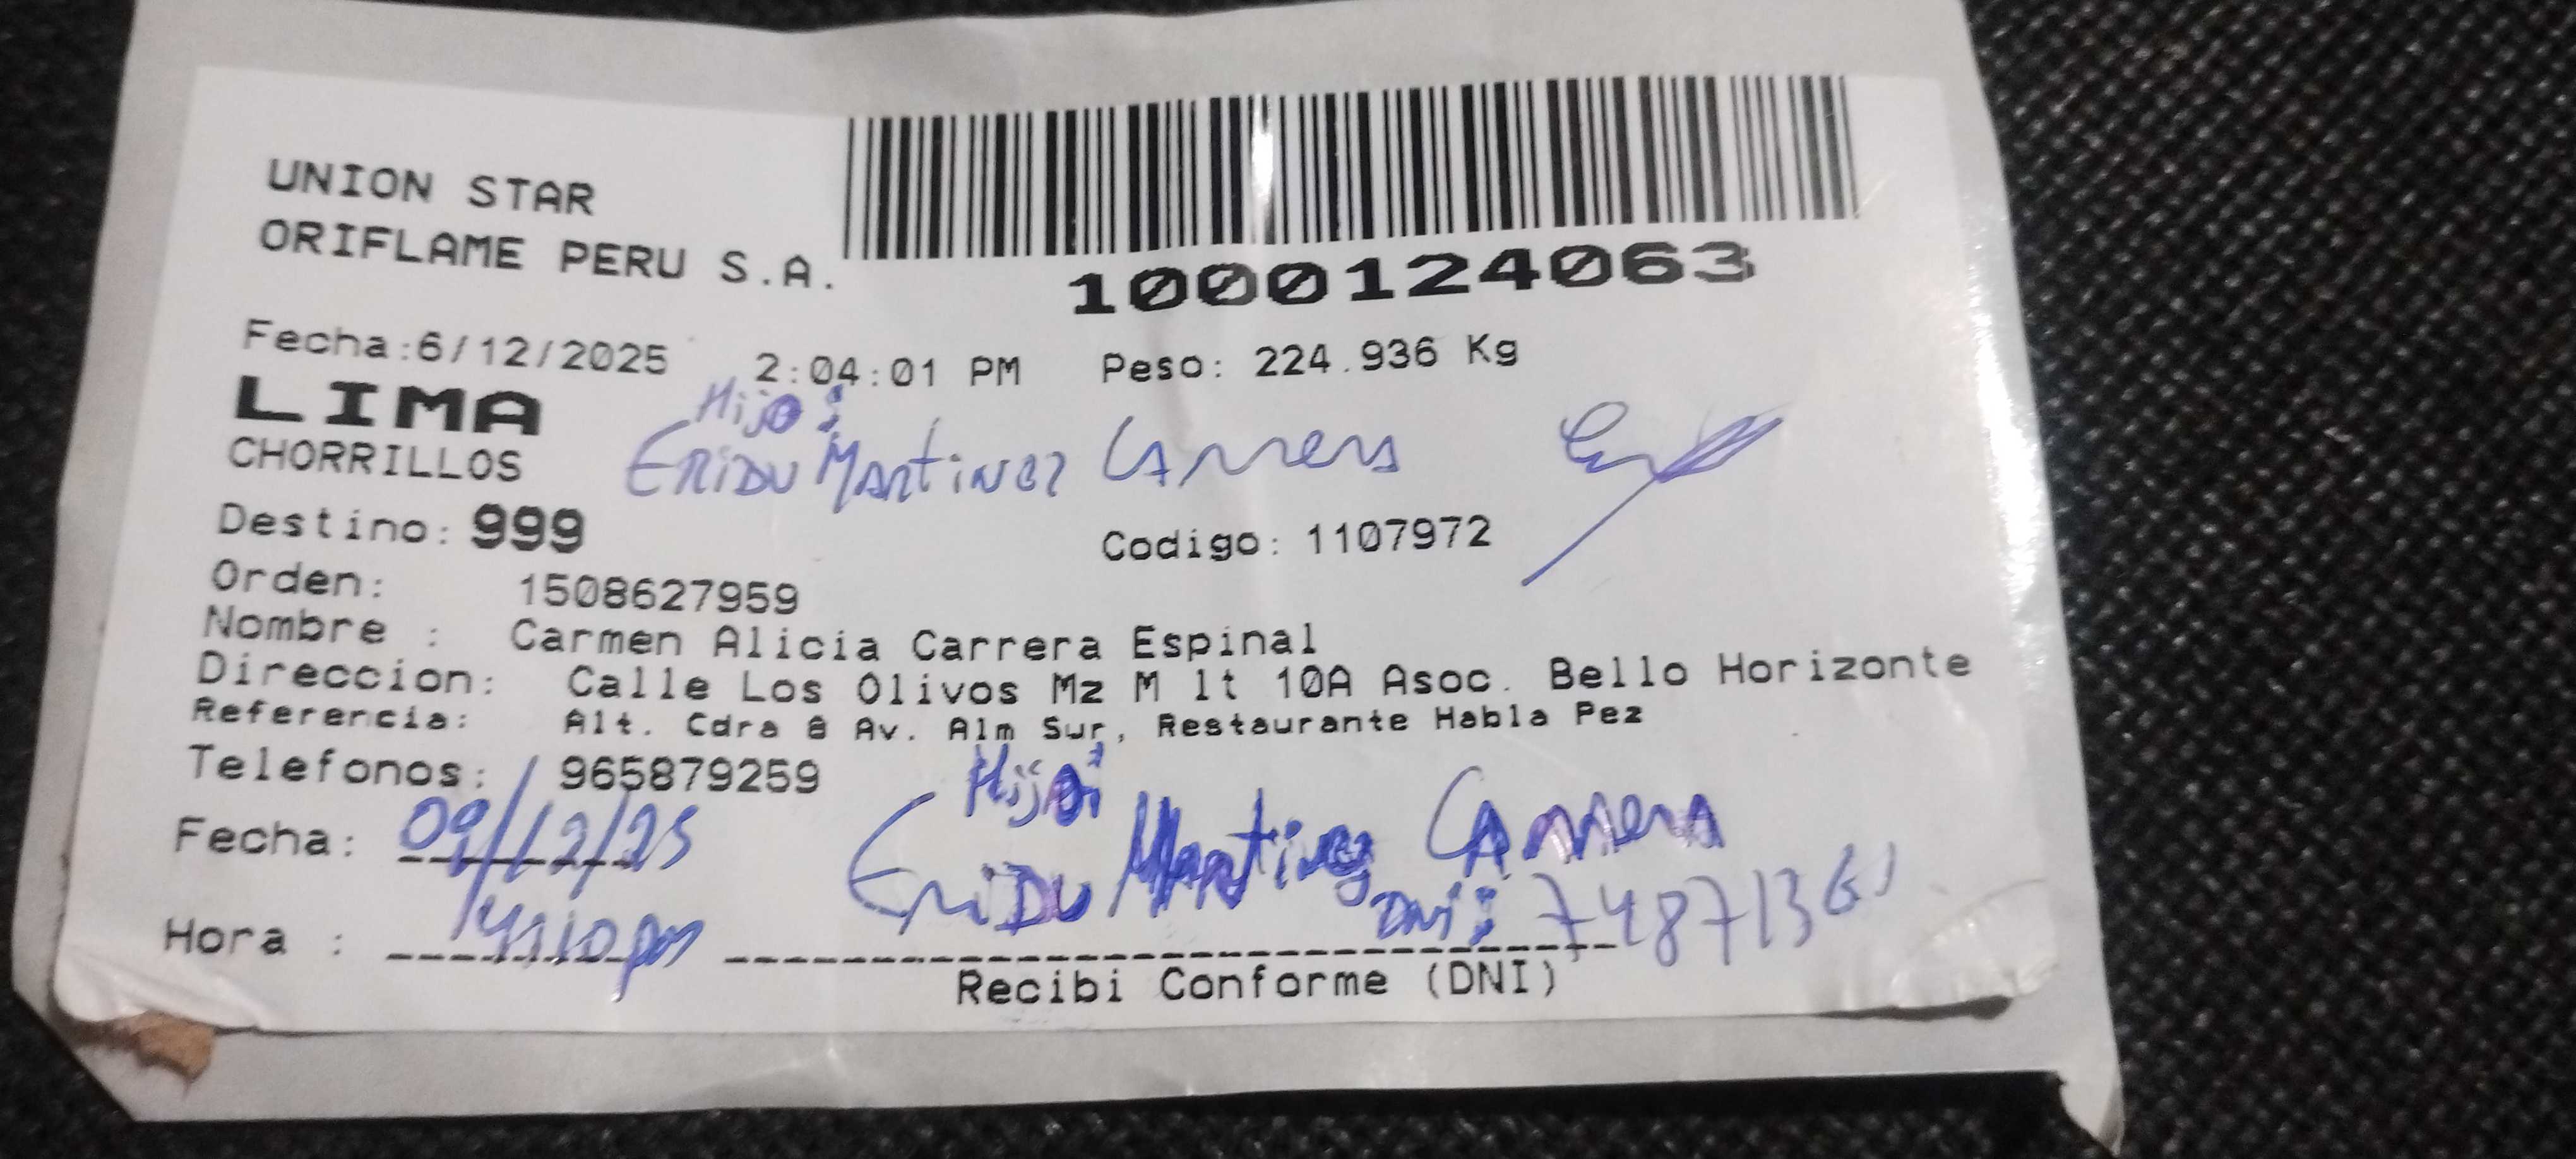 UNION STAR
ORIFLAME PERU S.A.
1000124063
Fecha:6/12/2025 2:04:01 PM Peso: 224.936 Kg
LIMA
Hijo:
CHORRILLOS
ERIDU MARTINEZ CARRERA
Destino: 999 Codigo: 1107972
Orden: 1508627959
Nombre : Carmen Alicia Carrera Espinal
Direccion: Calle Los Olivos Mz M lt 10A Asoc. Bello Horizonte
Referencia: Alt. Cdra 8 Av. Alm Sur, Restaurante Habla Pez
Telefonos: 965879259
Hijo:
Fecha: 09/12/25
ERIDU Martinez CARRERA
Hora :
DNI: 
Recibi Conforme (DNI)